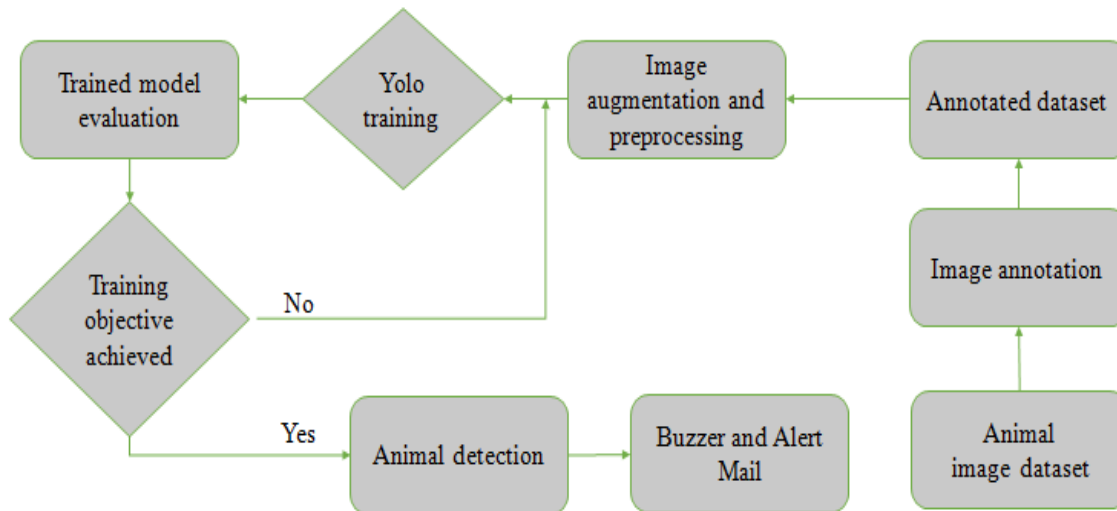 Trained model
evaluation
Yolo
training
Image
augmentation and
preprocessing
Annotated dataset
Image annotation
Training
objective
achieved
No
Yes
Animal detection
Buzzer and Alert
Mail
Animal
image dataset